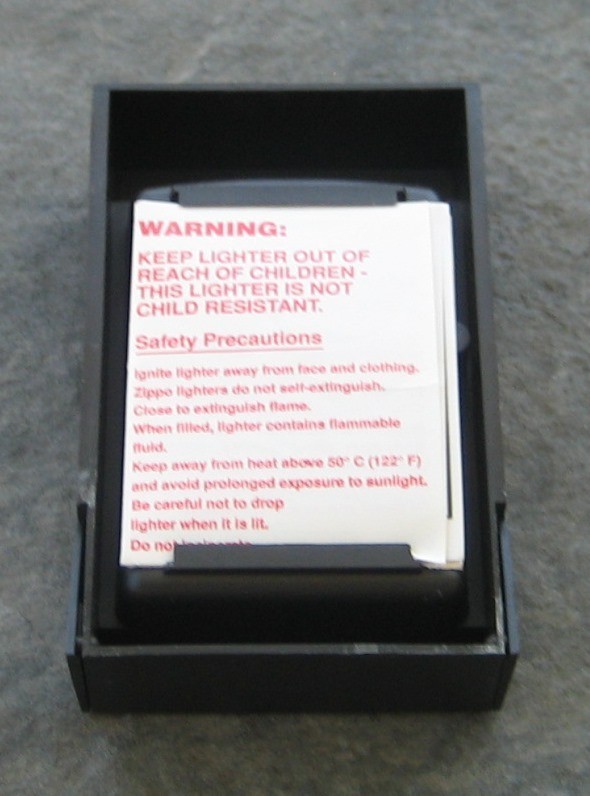 WARNING:
KEEP LIGHTER OUT OF
REACH OF CHILDREN -
THIS LIGHTER IS NOT
CHILD RESISTANT.
Safety Precautions
Ignite lighter away from face and clothing.
Zippo lighters do not self-extinguish.
Close to extinguish flame.
When filled, lighter contains flammable
fluid.
Keep away from heat above 50° C (122° F)
and avoid prolonged exposure to sunlight.
Be careful not to drop
lighter when it is lit.
Do not